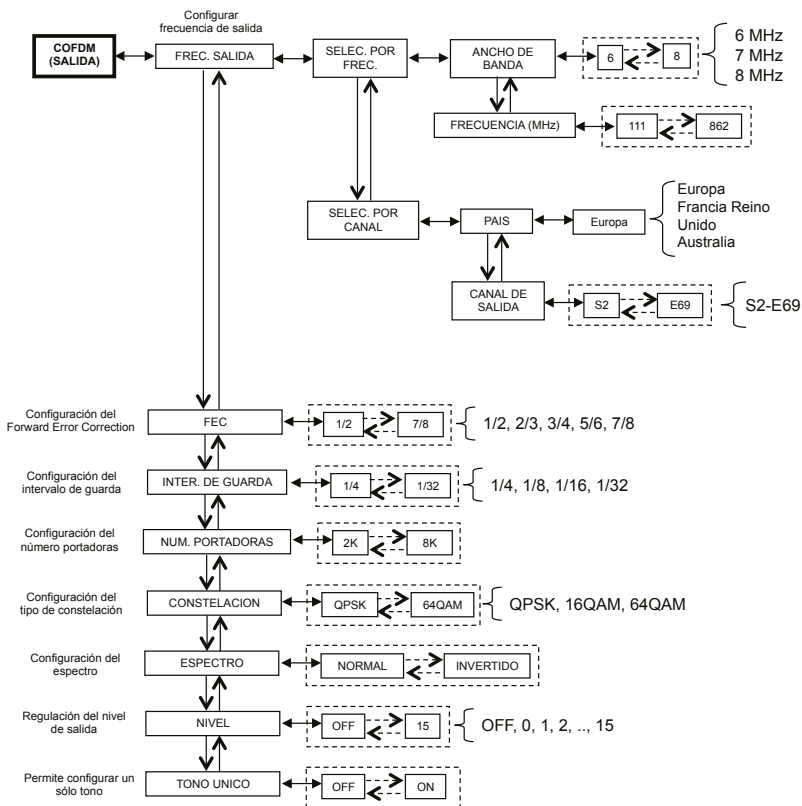 Configurar
frecuencia de salida
COFDM
(SALIDA)
FREC. SALIDA
SELEC. POR
FREC.
ANCHO DE
BANDA
6
8
6 MHz
7 MHz
8 MHz
FRECUENCIA (MHz)
111
862
SELEC. POR
CANAL
PAIS
Europa
Europa
Francia Reino
Unido
Australia
CANAL DE
SALIDA
S2
E69
S2-E69
Configuración del
Forward Error Correction
FEC
1/2
7/8
1/2, 2/3, 3/4, 5/6, 7/8
Configuración del
intervalo de guarda
INTER. DE GUARDA
1/4
1/32
1/4, 1/8, 1/16, 1/32
Configuración del
número portadoras
NUM. PORTADORAS
2K
8K
Configuración del
tipo de constelación
CONSTELACION
QPSK
64QAM
QPSK, 16QAM, 64QAM
Configuración del
espectro
ESPECTRO
NORMAL
INVERTIDO
Regulación del nivel
de salida
NIVEL
OFF
15
OFF, 0, 1, 2, .., 15
Permite configurar un
sólo tono
TONO UNICO
OFF
ON